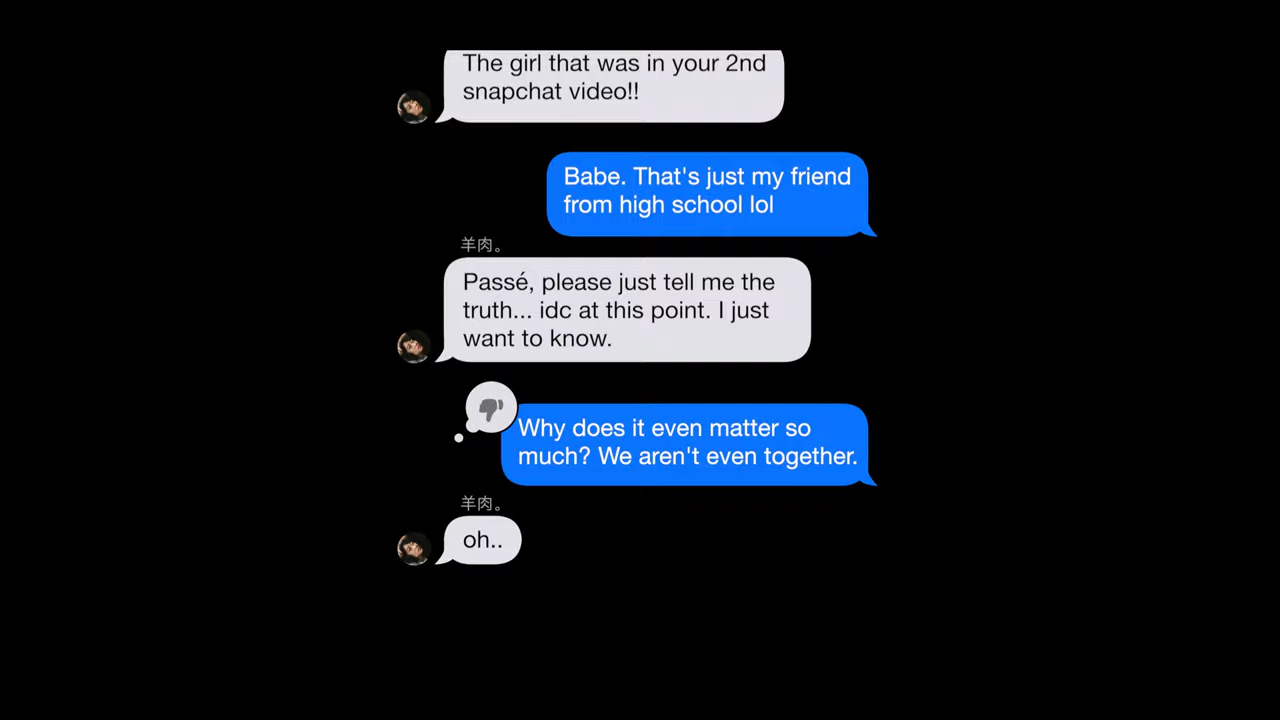 The girl that was in your 2nd
snapchat video!!
Babe. That's just my friend
from high school lol
羊肉。
Passé, please just tell me the
truth... idc at this point. I just
want to know.
Why does it even matter so
much? We aren't even together.
羊肉。
oh..